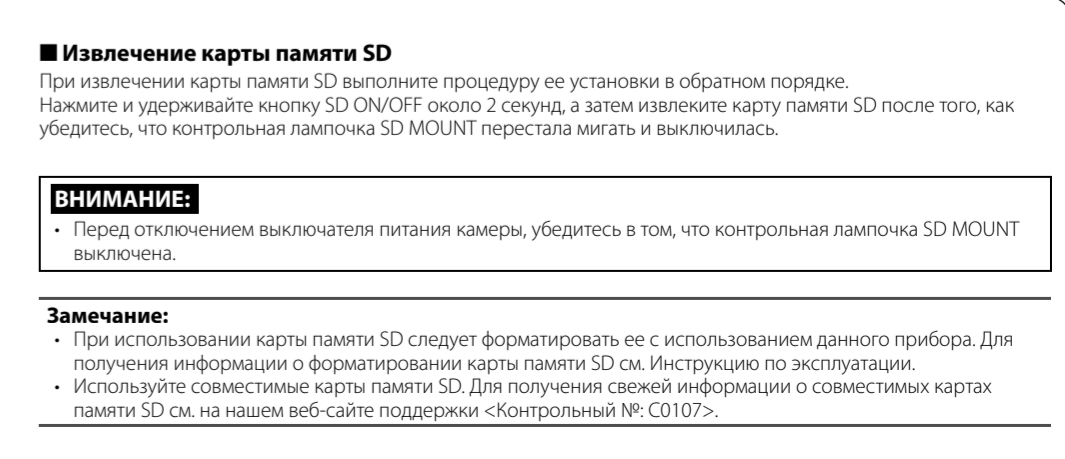 ■ Извлечение карты памяти SD
При извлечении карты памяти SD выполните процедуру ее установки в обратном порядке.
Нажмите и удерживайте кнопку SD ON/OFF около 2 секунд, а затем извлеките карту памяти SD после того, как
убедитесь, что контрольная лампочка SD MOUNT перестала мигать и выключилась.
ВНИМАНИЕ:
• Перед отключением выключателя питания камеры, убедитесь в том, что контрольная лампочка SD MOUNT
выключена.
Замечание:
• При использовании карты памяти SD следует форматировать ее с использованием данного прибора. Для
получения информации о форматировании карты памяти SD см. Инструкцию по эксплуатации.
• Используйте совместимые карты памяти SD. Для получения свежей информации о совместимых картах
памяти SD см. на нашем веб-сайте поддержки <Контрольный №: C0107>.